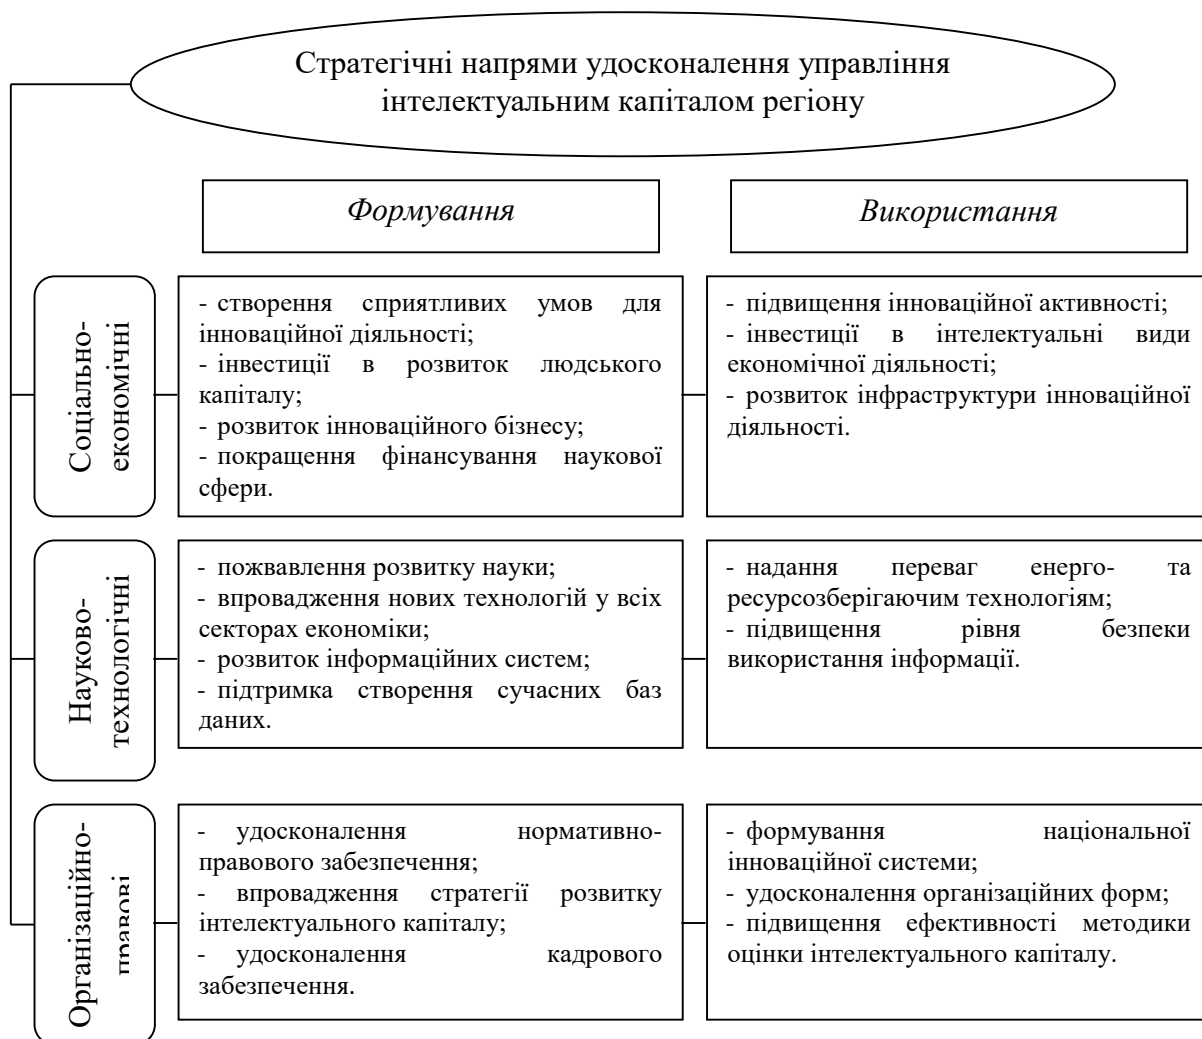 Стратегічні напрями удосконалення управління
інтелектуальним капіталом регіону
Формування
Використання
Соціально-
економічні
- створення сприятливих умов для
інноваційної діяльності;
- інвестиції в розвиток людського
капіталу;
- розвиток інноваційного бізнесу;
- покращення фінансування наукової
сфери.
- підвищення інноваційної активності;
- інвестиції в інтелектуальні види
економічної діяльності;
- розвиток інфраструктури інноваційної
діяльності.
Науково-
технологічні
- пожвавлення розвитку науки;
- впровадження нових технологій у всіх
секторах економіки;
- розвиток інформаційних систем;
- підтримка створення сучасних баз
даних.
- надання переваг енерго- та
ресурсозберігаючим технологіям;
- підвищення рівня безпеки
використання інформації.
Організаційно-
правові
- удосконалення нормативно-
правового забезпечення;
- впровадження стратегії розвитку
інтелектуального капіталу;
- удосконалення кадрового
забезпечення.
- формування національної
інноваційної системи;
- удосконалення організаційних форм;
- підвищення ефективності методики
оцінки інтелектуального капіталу.